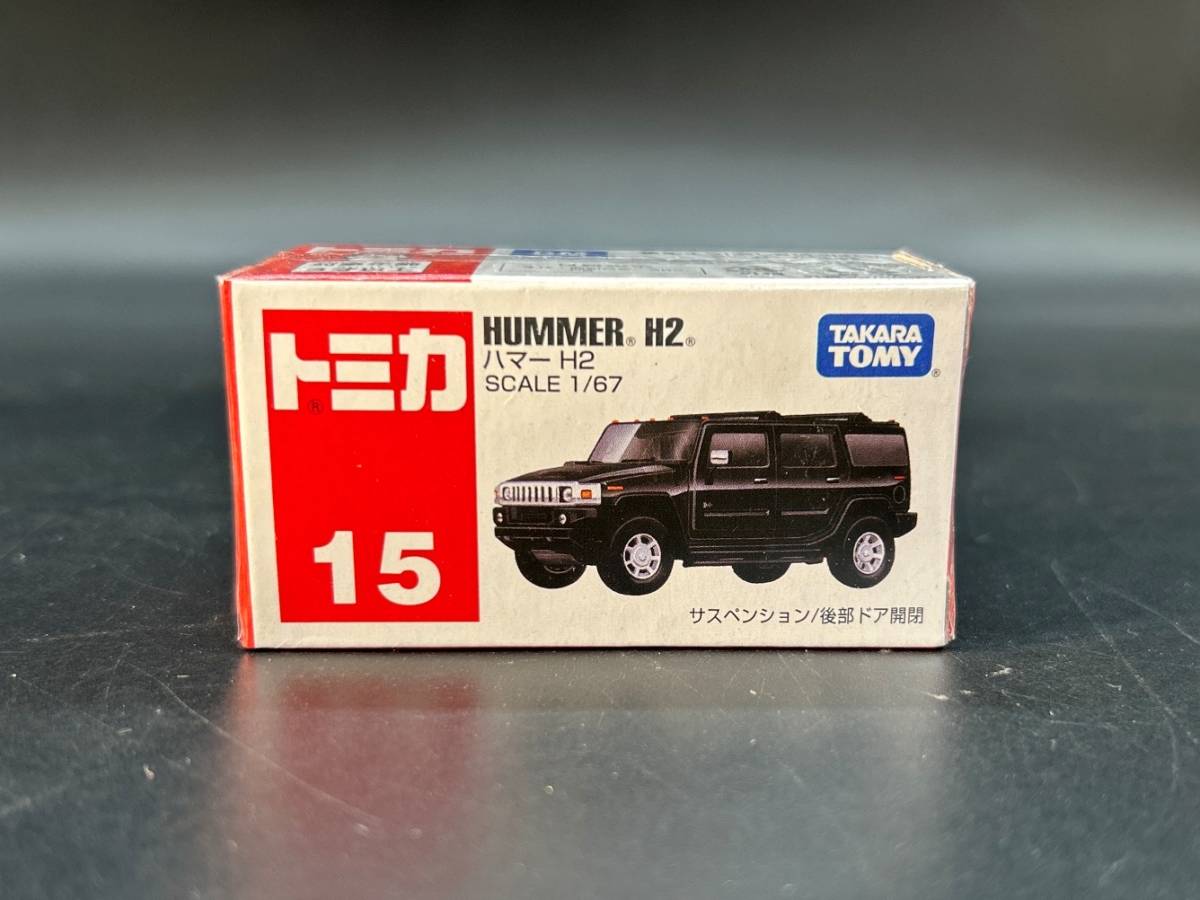 トミカ®
15
HUMMER® H2®
ハマー H2
SCALE 1/67
TAKARA
TOMY®
サスペンション/後部ドア開閉